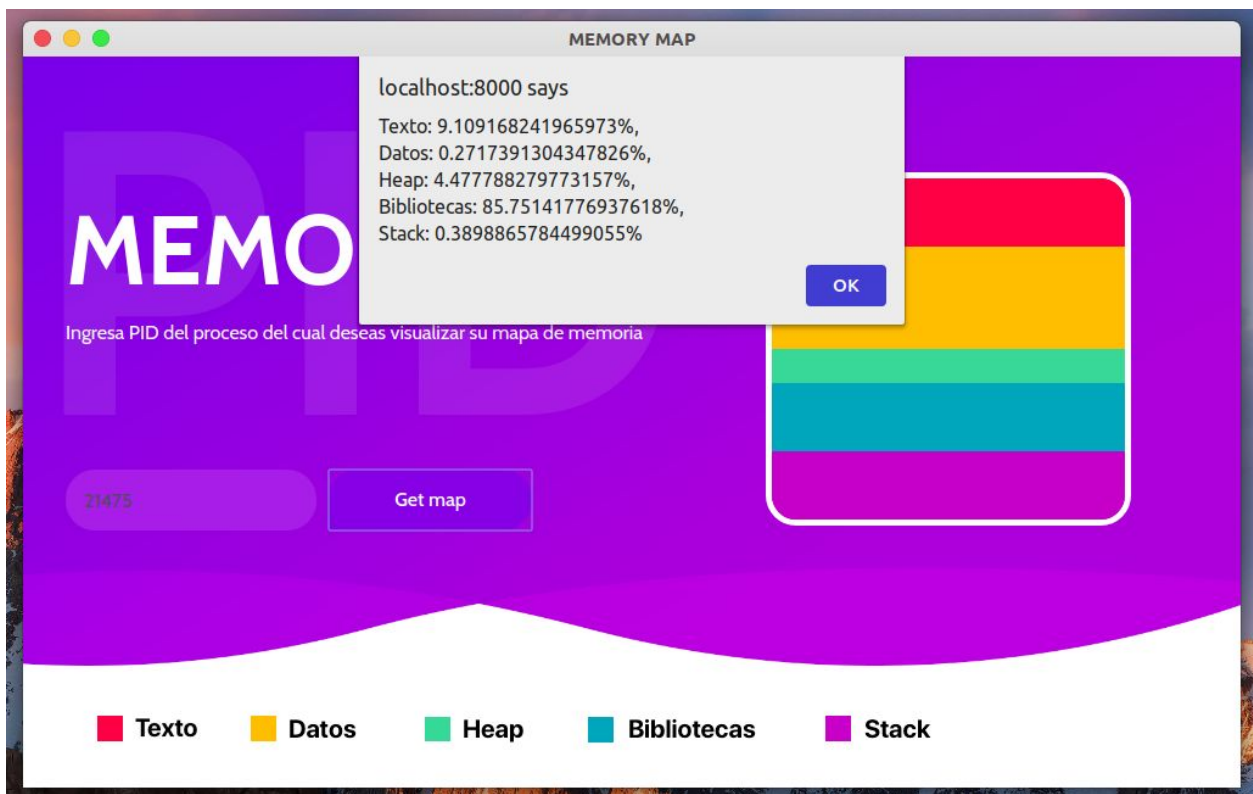 MEMORY MAP
localhost:8000 says
Texto: 9.109168241965973%,
Datos: 0.2717391304347826%,
Heap: 4.477788279773157%,
Bibliotecas: 85.75141776937618%,
Stack: 0.3898865784499055%
OK
PID
MEMO
Ingresa PID del proceso del cual deseas visualizar su mapa de memoria
21475
Get map
Texto
Datos
Heap
Bibliotecas
Stack